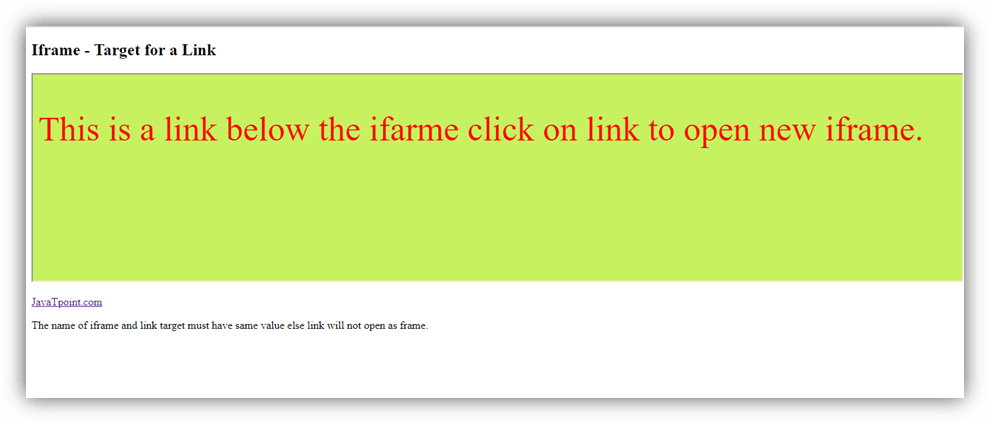 Iframe - Target for a Link
This is a link below the ifarme click on link to open new iframe.
JavaTpoint.com
The name of iframe and link target must have same value else link will not open as frame.